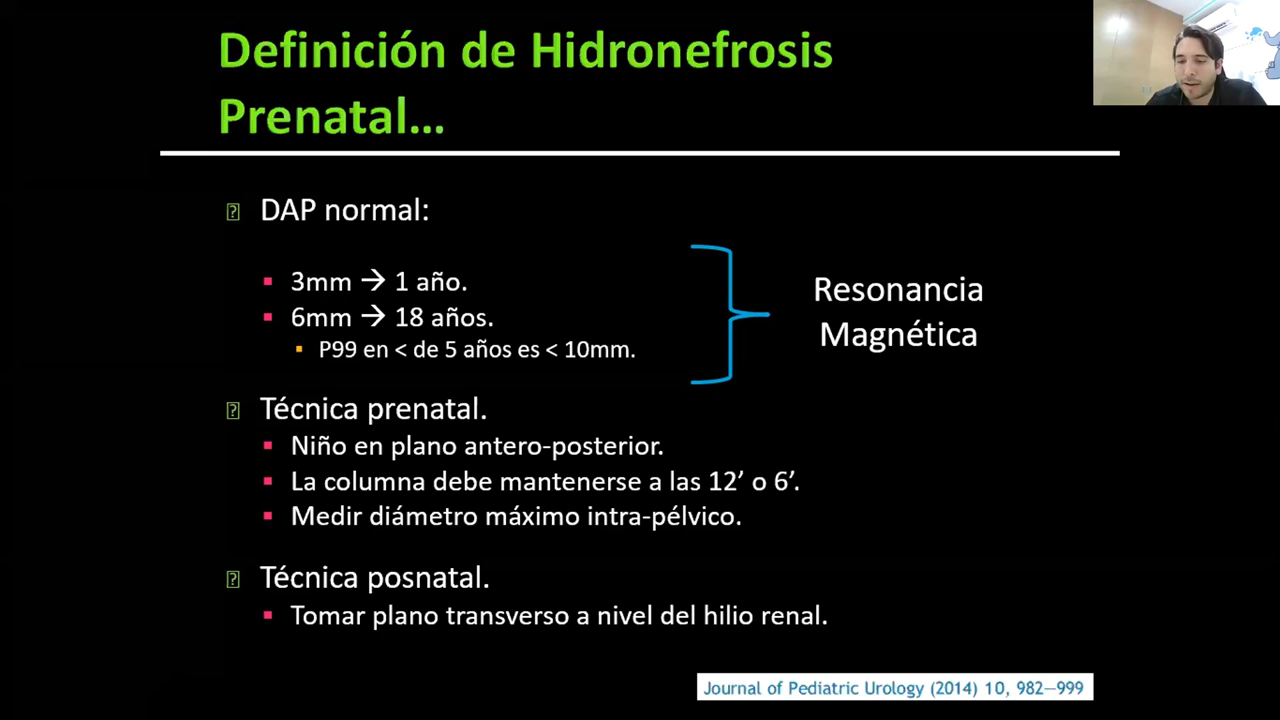 Definición de Hidronefrosis
Prenatal...
DAP normal:
3mm → 1 año.
6mm → 18 años.
P99 en < de 5 años es < 10mm.
Resonancia
Magnética
Técnica prenatal.
Niño en plano antero-posterior.
La columna debe mantenerse a las 12’ o 6’.
Medir diámetro máximo intra-pélvico.
Técnica posnatal.
Tomar plano transverso a nivel del hilio renal.
Journal of Pediatric Urology (2014) 10, 982–999